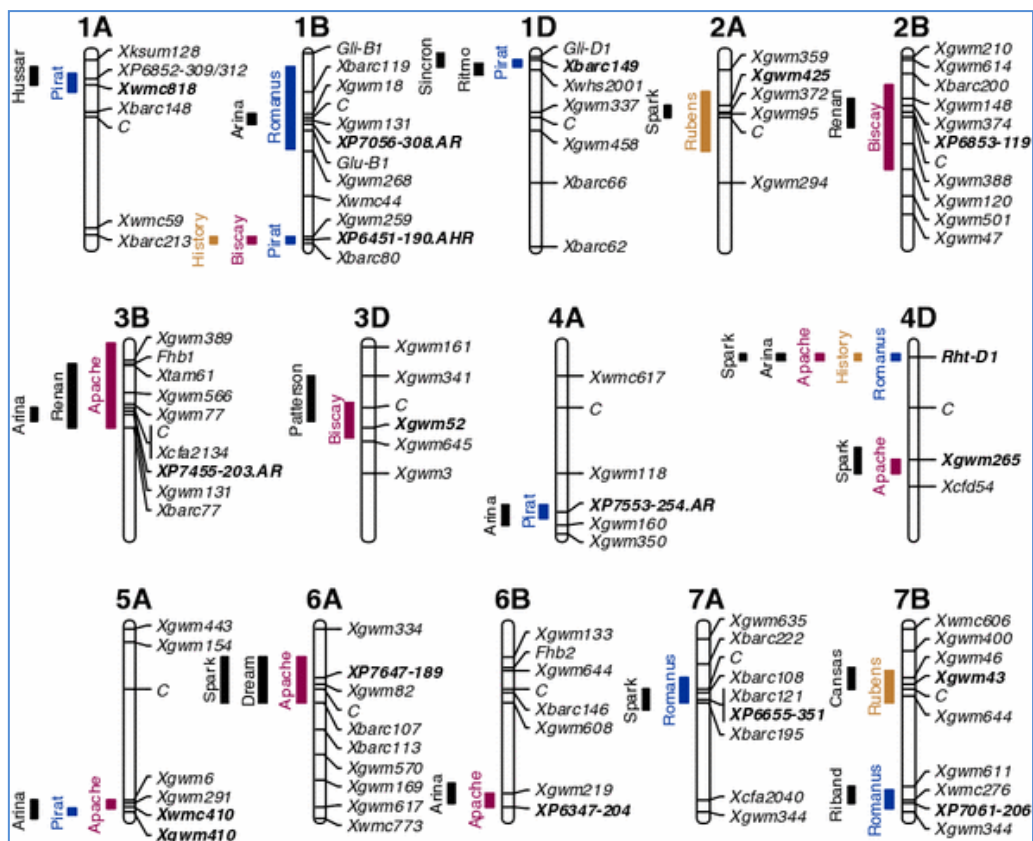 1A
Hussar
Pirat
Xksum128
XP6852-309/312
Xwmc818
Xbarc148
C
Xwmc59
Xbarc213
1B
Arina
Romanus
History
Biscay
Pirat
Gli-B1
Xbarc119
Xgwm18
C
Xgwm131
XP7056-308.AR
Glu-B1
Xgwm268
Xwmc44
Xgwm259
XP6451-190.AHR
Xbarc80
1D
Sincron
Ritmo
Pirat
Gli-D1
Xbarc149
Xwhs2001
Xgwm337
C
Xgwm458
Xbarc66
Xbarc62
2A
Spark
Rubens
Xgwm359
Xgwm425
Xgwm372
Xgwm95
C
Xgwm294
2B
Renan
Biscay
Xgwm210
Xgwm614
Xbarc200
Xgwm148
Xgwm374
XP6853-119
C
Xgwm388
Xgwm120
Xgwm501
Xgwm47
3B
Arina
Renan
Apache
Xgwm389
Fhb1
Xtam61
Xgwm566
Xgwm77
C
Xcfa2134
XP7455-203.AR
Xgwm131
Xbarc77
3D
Patterson
Biscay
Xgwm161
Xgwm341
C
Xgwm52
Xgwm645
Xgwm3
4A
Arina
Pirat
Xwmc617
C
Xgwm118
XP7553-254.AR
Xgwm160
Xgwm350
4D
Spark
Arina
Apache
History
Romanus
Spark
Apache
Rht-D1
C
Xgwm265
Xcfd54
5A
Arina
Pirat
Apache
Xgwm443
Xgwm154
C
Xgwm6
Xgwm291
Xwmc410
Xgwm410
6A
Spark
Dream
Apache
Xgwm334
XP7647-189
Xgwm82
C
Xbarc107
Xbarc113
Xgwm570
Xgwm169
Xgwm617
Xwmc773
6B
Arina
Apache
Xgwm133
Fhb2
Xgwm644
C
Xbarc146
Xgwm608
Xgwm219
XP6347-204
7A
Spark
Romanus
Xgwm635
Xbarc222
C
Xbarc108
Xbarc121
XP6655-351
Xbarc195
Xcfa2040
Xgwm344
7B
Cansas
Rubens
Riband
Romanus
Xwmc606
Xgwm400
Xgwm46
Xgwm43
C
Xgwm644
Xgwm611
Xwmc276
XP7061-206
Xgwm344